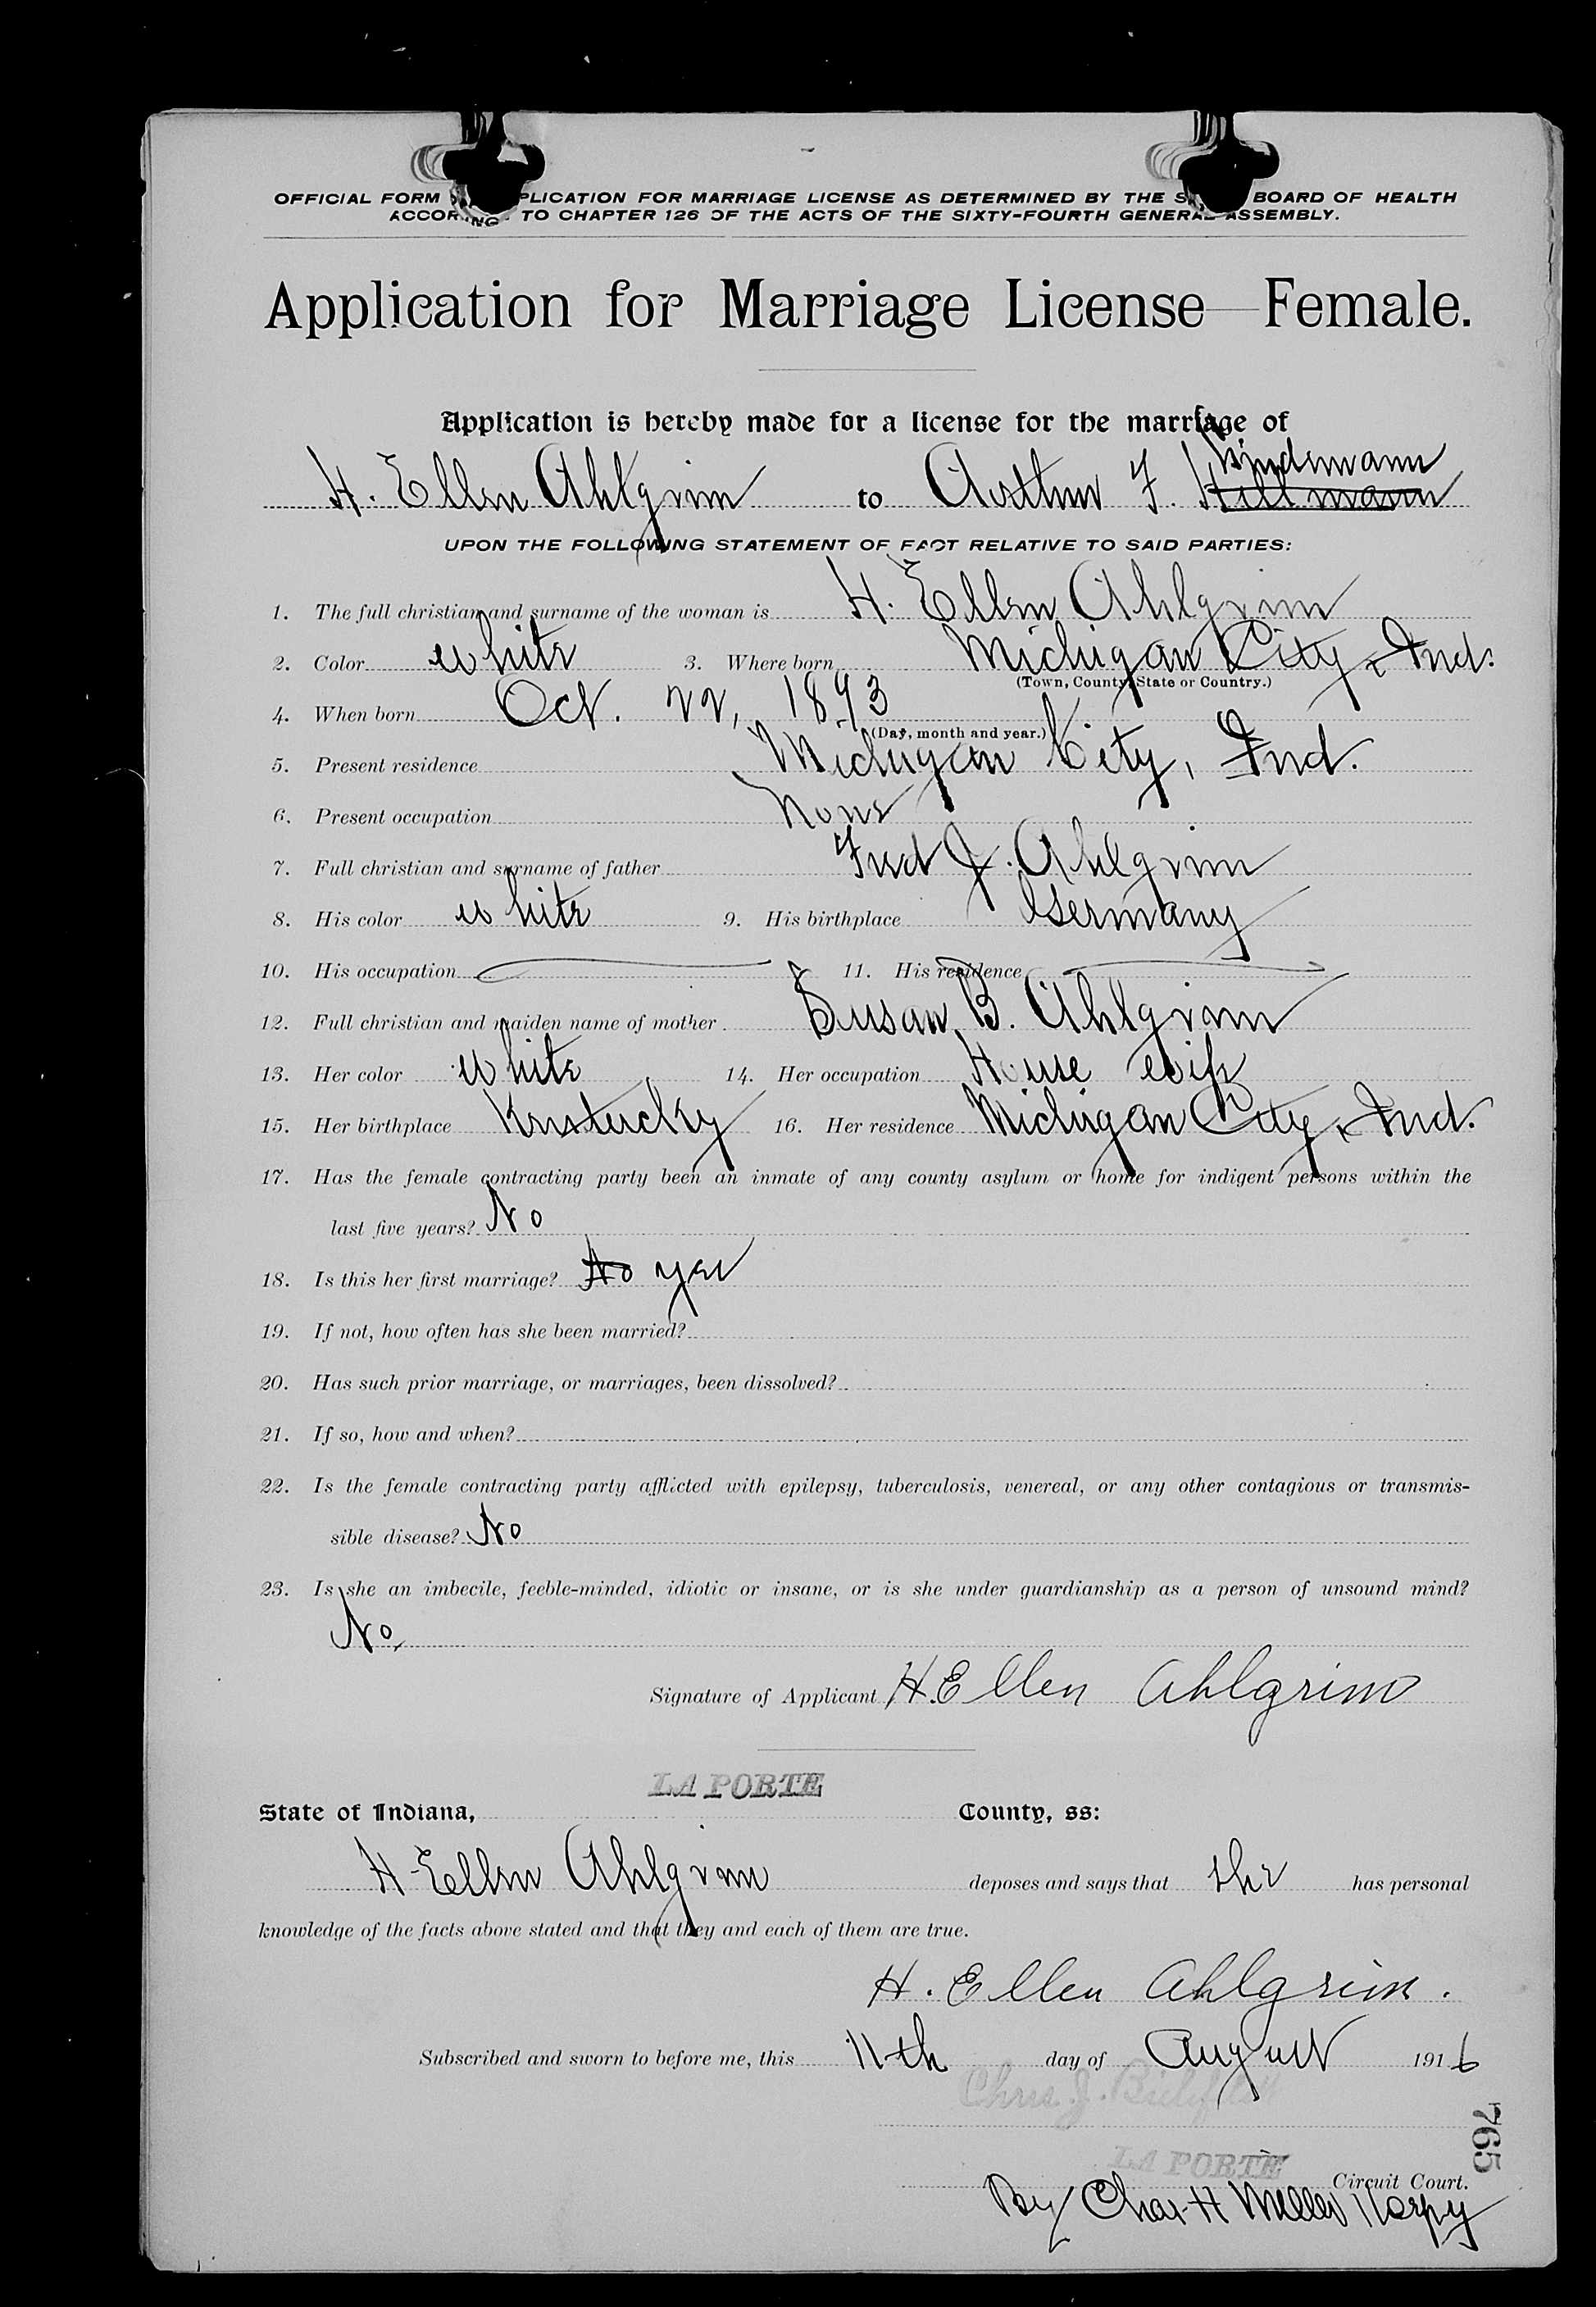 OFFICIAL FORM PLICATION FOR MARRIAGE LICENSE AS DETERMINED BY THE BOARD OF HEALTH
ACCORDING TO CHAPTER 126 OF THE ACTS OF THE SIXTY-FOURTH GENERAL ASSEMBLY.
Application for Marriage License—Female.
Application is hereby made for a license for the marriage of
Lindemann
H. Ellen Ahlgrim to Arthur F. Hillmann
UPON THE FOLLOWING STATEMENT OF FACT RELATIVE TO SAID PARTIES:
1. The full christian and surname of the woman is H. Ellen Ahlgrim
2. Color White 3. Where born Michigan City, Ind.
(Town, County, State or Country.)
4. When born Oct. 22, 1893
(Day, month and year.)
5. Present residence Michigan City, Ind.
6. Present occupation None
7. Full christian and surname of father Fred J. Ahlgrim
8. His color White 9. His birthplace Germany
10. His occupation 11. His residence
12. Full christian and maiden name of mother Susan B. Ahlgrim
13. Her color White 14. Her occupation House wife
15. Her birthplace Kentucky 16. Her residence Michigan City, Ind.
17. Has the female contracting party been an inmate of any county asylum or home for indigent persons within the
last five years? No
18. Is this her first marriage? No yes
19. If not, how often has she been married?
20. Has such prior marriage, or marriages, been dissolved?
21. If so, how and when?
22. Is the female contracting party afflicted with epilepsy, tuberculosis, venereal, or any other contagious or transmis-
sible disease? No
23. Is she an imbecile, feeble-minded, idiotic or insane, or is she under guardianship as a person of unsound mind?
No.
Signature of Applicant H. Ellen Ahlgrim
LA PORTE
State of Indiana, County, ss:
H Ellen Ahlgrim deposes and says that she has personal
knowledge of the facts above stated and that they and each of them are true.
H. Ellen Ahlgrim.
Subscribed and sworn to before me, this 11th day of August 1916
Chris. J.
765
LA PORTE
Circuit Court.
By Chas H Miller